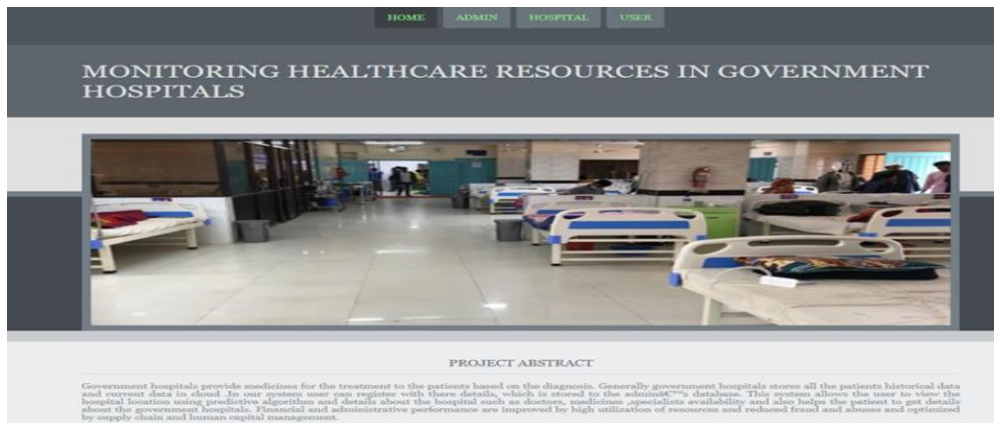 HOME ADMIN HOSPITAL USER
MONITORING HEALTHCARE RESOURCES IN GOVERNMENT
HOSPITALS
PROJECT ABSTRACT
Government hospitals provide medicines for the treatment to the patients based on the diagnosis. Generally government hospitals stores all the patients historical data
and current data in cloud .In our system user can register with there details, which is stored to the adminâ€™s database. This system allows the user to view the
hospital location using predictive algorithm and details about the hospital such as doctors, medicines ,specialists availability and also helps the patient to get details
about the government hospitals. Financial and administrative performance are improved by high utilization of resources and reduced fraud and abuses and optimized
by supply chain and human capital management.